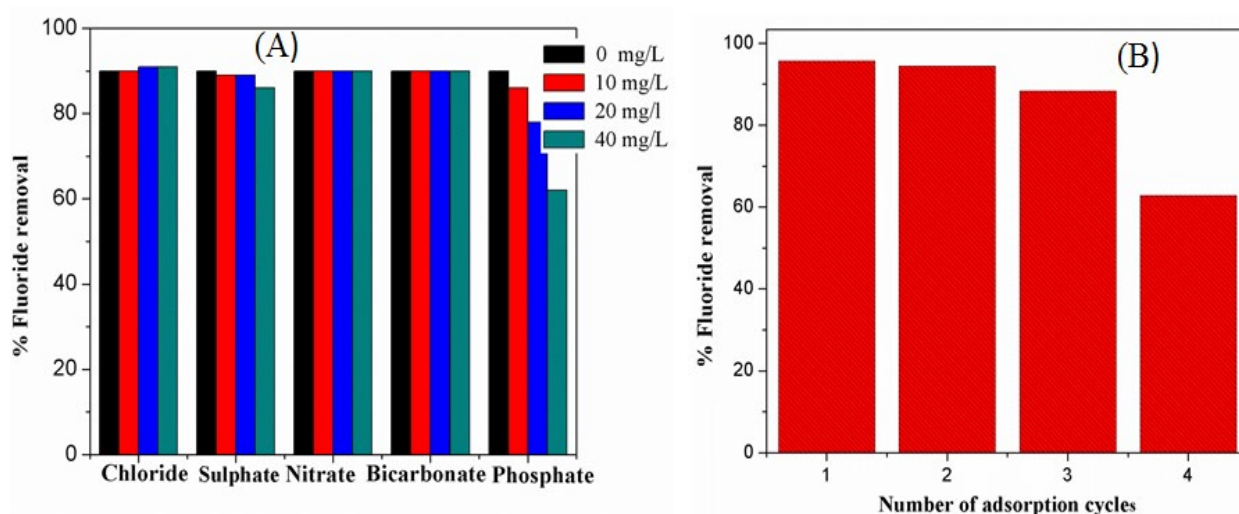 (A)
0 mg/L
10 mg/L
20 mg/l
40 mg/L
100
80
60
40
20
0
% Fluoride removal
Chloride Sulphate Nitrate Bicarbonate Phosphate
(B)
100
80
60
40
20
0
% Fluoride removal
1 2 3 4
Number of adsorption cycles